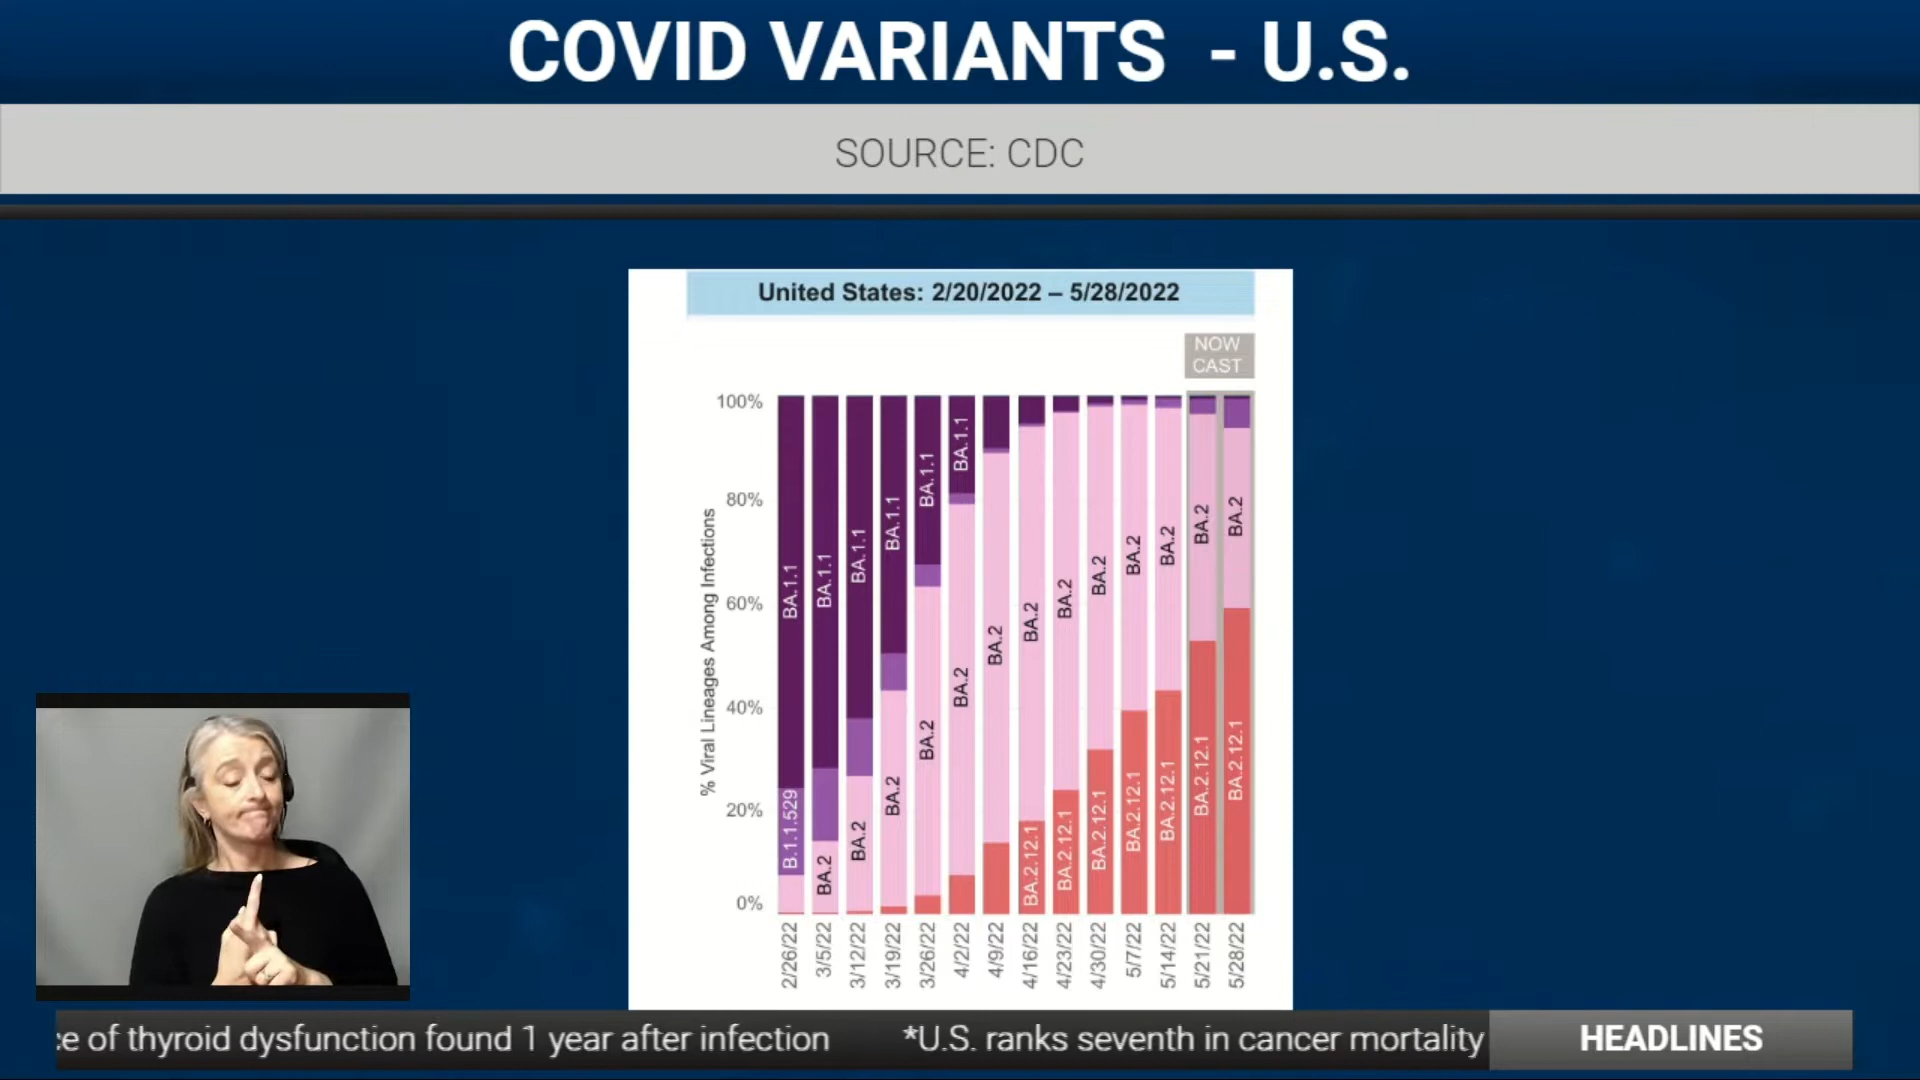 COVID VARIANTS - U.S.
SOURCE: CDC
United States: 2/20/2022 – 5/28/2022
NOW
CAST
% Viral Lineages Among Infections
100%
80%
60%
40%
20%
0%
BA.1.1
B.1.1.529
BA.1.1
BA.2
BA.1.1
BA.2
BA.1.1
BA.2
BA.1.1
BA.2
BA.1.1
BA.2
BA.2
BA.2
BA.2.12.1
BA.2
BA.2.12.1
BA.2
BA.2.12.1
BA.2
BA.2.12.1
BA.2
BA.2.12.1
BA.2
BA.2.12.1
BA.2
BA.2.12.1
2/26/22
3/5/22
3/12/22
3/19/22
3/26/22
4/2/22
4/9/22
4/16/22
4/23/22
4/30/22
5/7/22
5/14/22
5/21/22
5/28/22
ce of thyroid dysfunction found 1 year after infection *U.S. ranks seventh in cancer mortality
HEADLINES